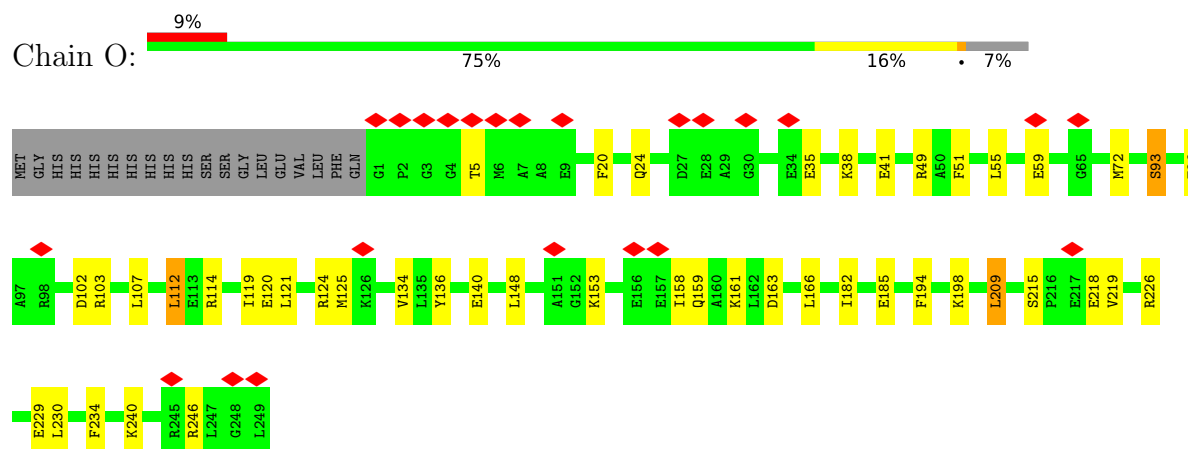 9%
Chain O:
75% 16% • 7%
MET GLY HIS HIS HIS HIS HIS HIS HIS HIS SER SER GLY LEU GLU VAL LEU PHE GLN G1 P2 G3 G4 T5 M6 A7 A8 E9 F20 Q24 D27 E28 A29 G30 E34 E35 K38 E41 R49 A50 F51 L55 E59 G65 M72 S93
A97 R98 D102 R103 L107 L112 E113 R114 I119 E120 L121 R124 M125 K126 V134 L135 Y136 E140 L148 A151 G152 K153 E156 E157 I158 Q159 A160 K161 L162 D163 L166 I182 E185 F194 K198 L209 S215 P216 E217 E218 V219 R226
E229 L230 F234 K240 R245 R246 L247 G248 L249